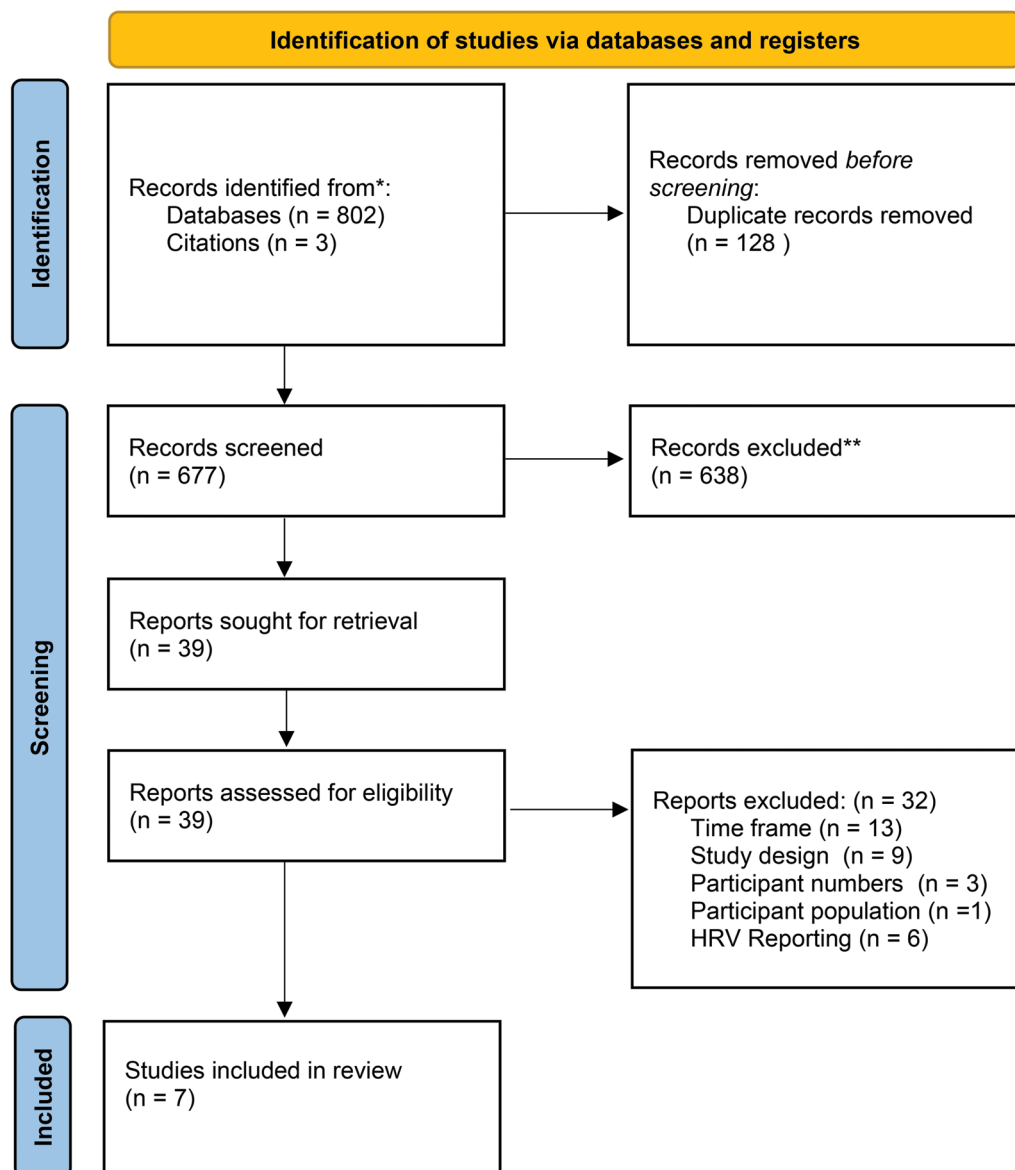 Identification of studies via databases and registers
Identification
Records identified from*:
Databases (n = 802)
Citations (n = 3)
Records removed before
screening:
Duplicate records removed
(n = 128 )
Screening
Records screened
(n = 677)
Records excluded**
(n = 638)
Reports sought for retrieval
(n = 39)
Reports assessed for eligibility
(n = 39)
Reports excluded: (n = 32)
Time frame (n = 13)
Study design  (n = 9)
Participant numbers  (n = 3)
Participant population (n =1)
HRV Reporting (n = 6)
Included
Studies included in review
(n = 7)